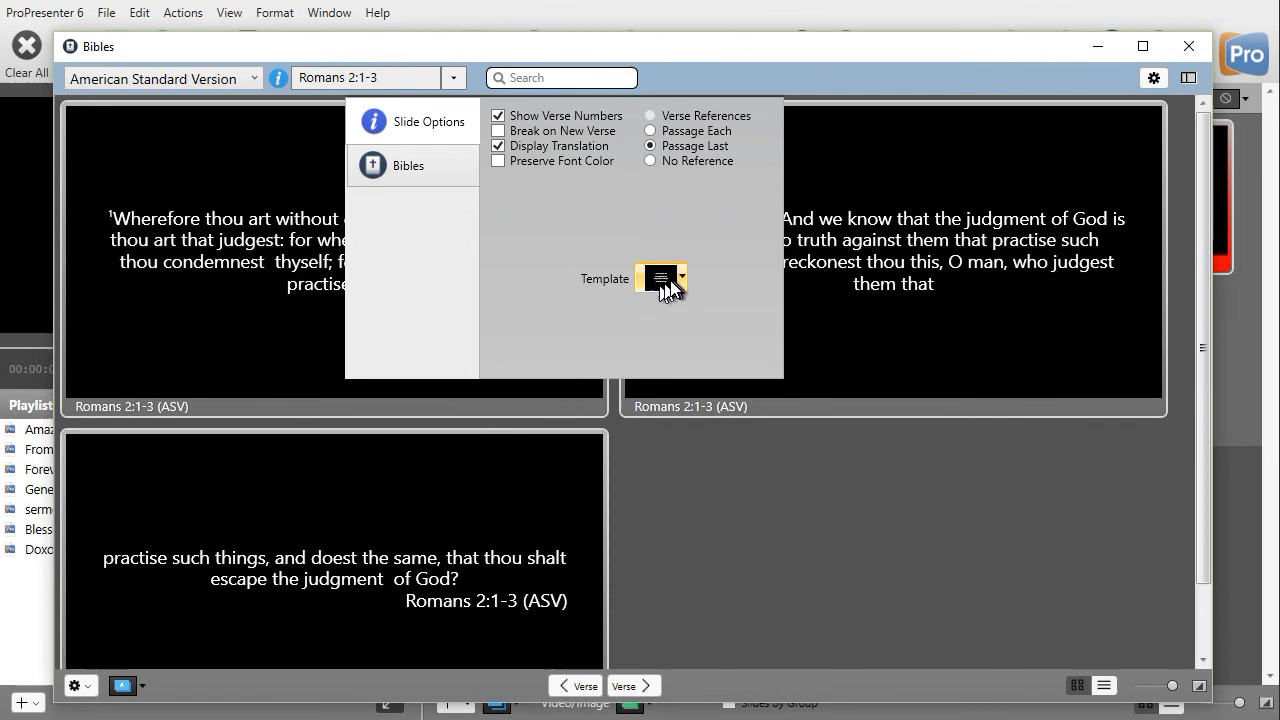 ProPresenter 6 File Edit Actions View Format Window Help
Clear All
Bibles
Pro
American Standard Version
Romans 2:1-3
Search
Slide Options
Bibles
Show Verse Numbers
Break on New Verse
Display Translation
Preserve Font Color
Verse References
Passage Each
Passage Last
No Reference
Template
1Wherefore thou art without
thou art that judgest: for
thou condemnest thyself;
Romans 2:1-3 (ASV)
And we know that the judgment of God is
truth against them that practise such
reckonest thou this, O man, who judgest
them that
Romans 2:1-3 (ASV)
practise such things, and doest the same, that thou shalt
escape the judgment of God?
Romans 2:1-3 (ASV)
00:00:
Playlist
Amaz
From
Forev
Gene
serm
Bless
Doxo
Verse
Verse
Video/Image
Slides by Group